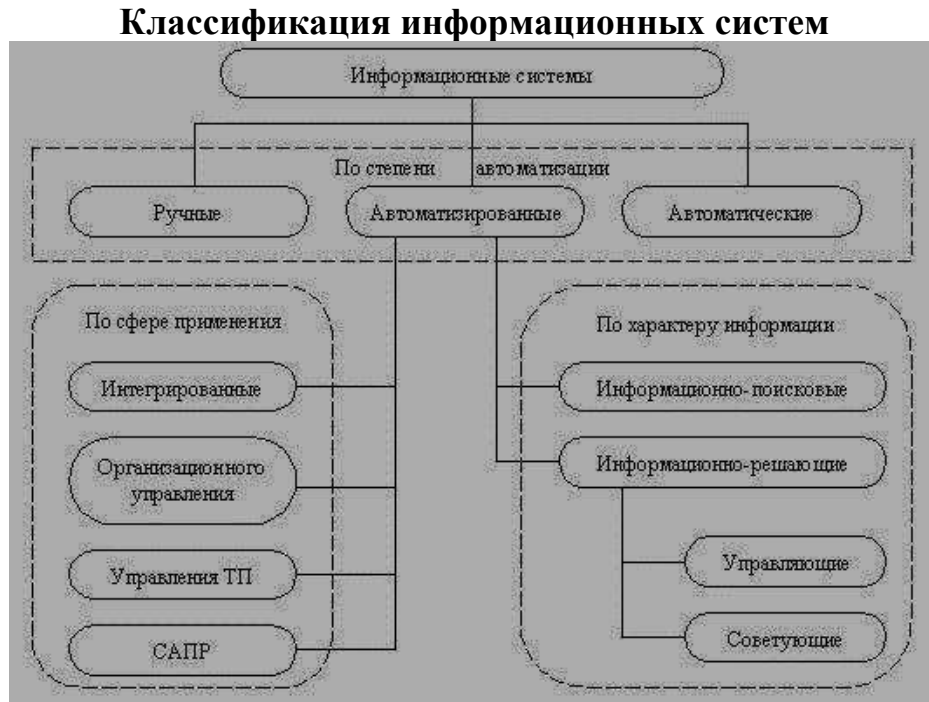 Классификация информационных систем
Информационные системы
По степени автоматизации
Ручные
Автоматизированные
Автоматические
По сфере применения
Интегрированные
Организационного
управления
Управления ТП
САПР
По характеру информации
Информационно-поисковые
Информационно-решающие
Управляющие
Советующие